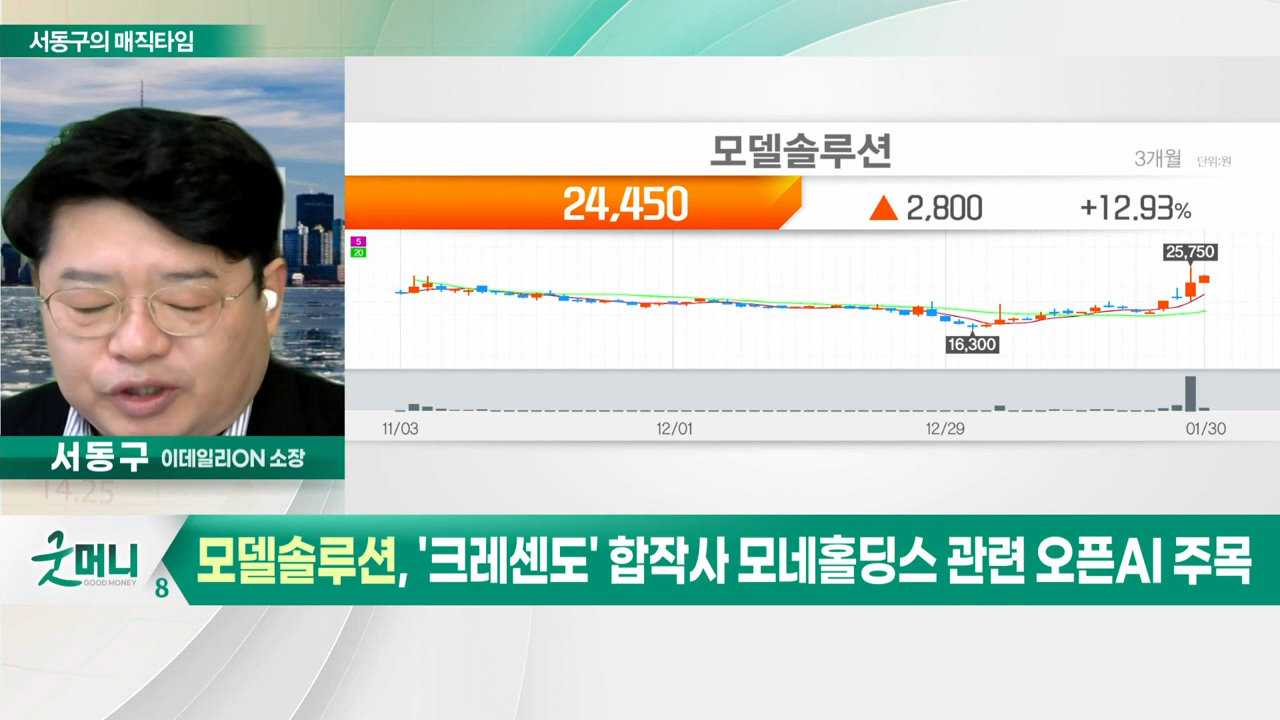 서동구의 매직타임
모델솔루션
3개월 단위:원
24,450 ▲ 2,800 +12.93%
5
20
25,750
16,300
11/03 12/01 12/29 01/30
서동구 이데일리ON 소장
14.25
모델솔루션, '크레센도' 합작사 모네홀딩스 관련 오픈AI 주목
굿머니
GOOD MONEY
8